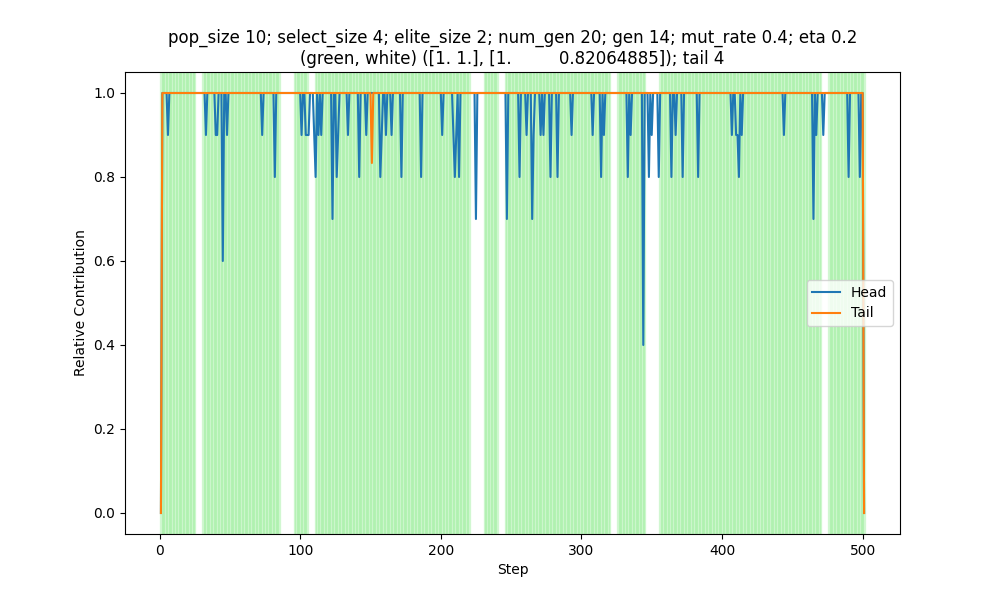 pop_size 10; select_size 4; elite_size 2; num_gen 20; gen 14; mut_rate 0.4; eta 0.2
(green, white) ([1. 1.], [1.          0.82064885]); tail 4
1.0
0.8
0.6
0.4
0.2
0.0
Relative Contribution
Head
Tail
0
100
200
300
400
500
Step